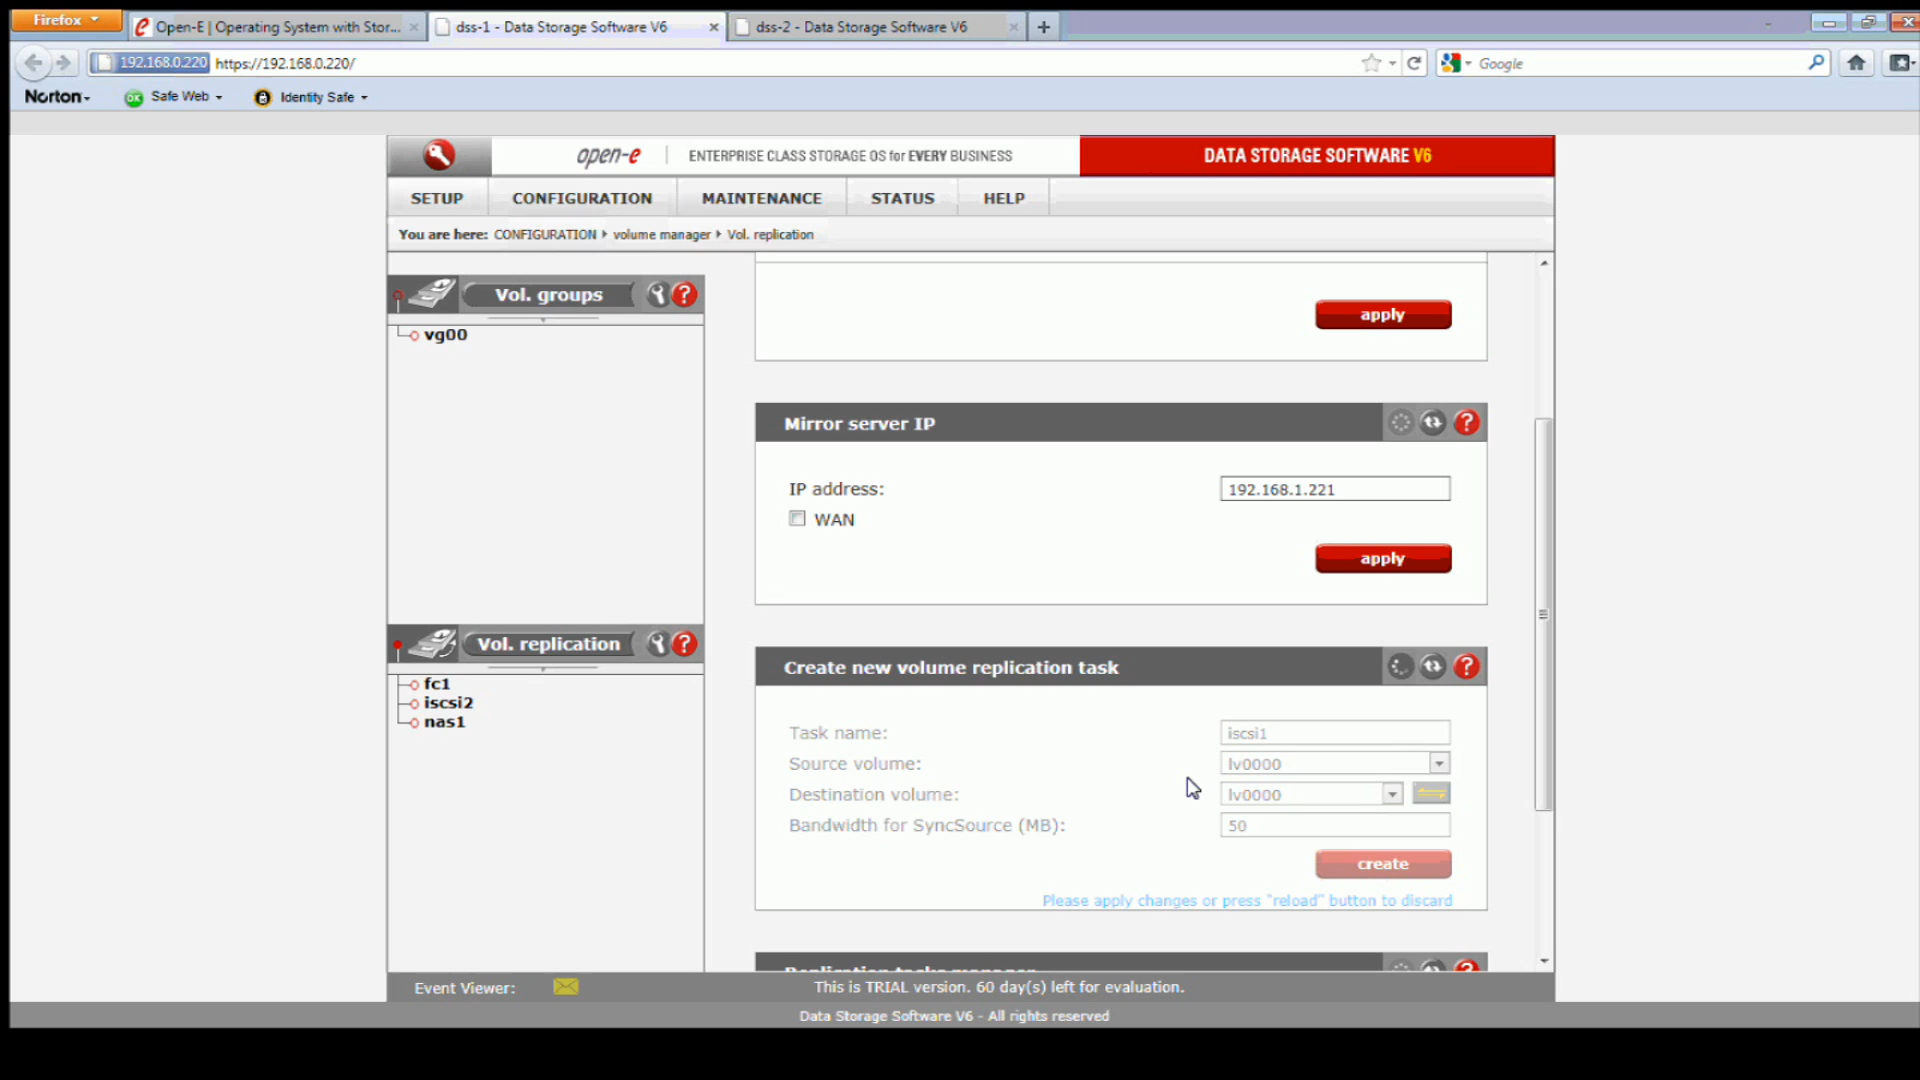 Firefox
Open-E | Operating System with Stor...
dss-1 - Data Storage Software V6
dss-2 - Data Storage Software V6
192.168.0.220
https://192.168.0.220/
Google
Norton
OK
Safe Web
Identity Safe
open-e
ENTERPRISE CLASS STORAGE OS for EVERY BUSINESS
DATA STORAGE SOFTWARE V6
SETUP
CONFIGURATION
MAINTENANCE
STATUS
HELP
You are here: CONFIGURATION volume manager Vol. replication
Vol. groups
vg00
Vol. replication
fc1
iscsi2
nas1
apply
Mirror server IP
IP address:
192.168.1.221
WAN
apply
Create new volume replication task
Task name:
iscsi1
Source volume:
lv0000
Destination volume:
lv0000
Bandwidth for SyncSource (MB):
50
create
Please apply changes or press "reload" button to discard
Replication tasks manager
Event Viewer:
This is TRIAL version. 60 day(s) left for evaluation.
Data Storage Software V6 - All rights reserved